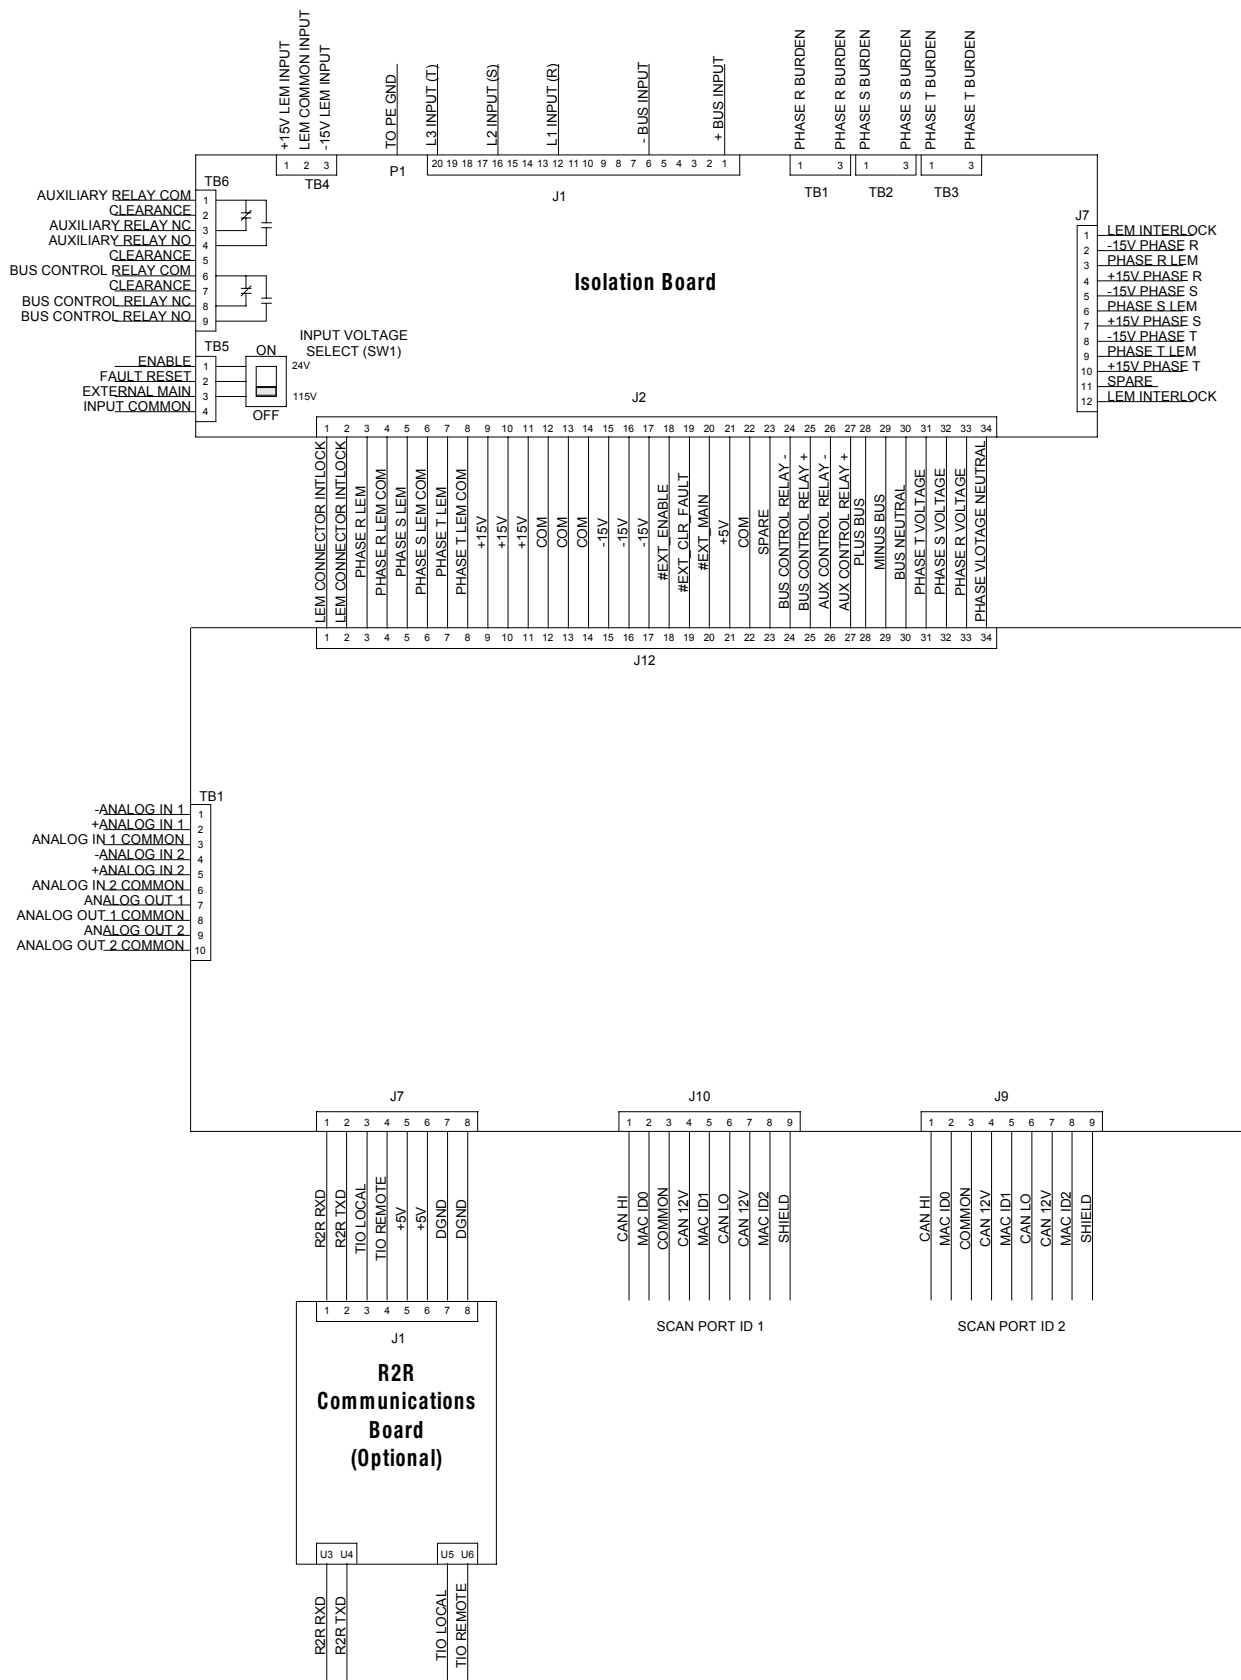 +15V LEM INPUT
LEM COMMON INPUT
-15V LEM INPUT
TO PE GND
L3 INPUT (T)
L2 INPUT (S)
L1 INPUT (R)
- BUS INPUT
+ BUS INPUT
PHASE R BURDEN
PHASE R BURDEN
PHASE S BURDEN
PHASE S BURDEN
PHASE T BURDEN
PHASE T BURDEN
1 2 3
TB4
P1
20 19 18 17 16 15 14 13 12 11 10 9 8 7 6 5 4 3 2 1
J1
1 3
TB1
1 3
TB2
1 3
TB3
TB6
AUXILIARY RELAY COM 1
CLEARANCE 2
AUXILIARY RELAY NC 3
AUXILIARY RELAY NO 4
CLEARANCE 5
BUS CONTROL RELAY COM 6
CLEARANCE 7
BUS CONTROL RELAY NC 8
BUS CONTROL RELAY NO 9
Isolation Board
J7
1 LEM INTERLOCK
2 -15V PHASE R
3 PHASE R LEM
4 +15V PHASE R
5 -15V PHASE S
6 PHASE S LEM
7 +15V PHASE S
8 -15V PHASE T
9 PHASE T LEM
10 +15V PHASE T
11 SPARE
12 LEM INTERLOCK
INPUT VOLTAGE
SELECT (SW1)
TB5
ON
24V
115V
OFF
ENABLE 1
FAULT RESET 2
EXTERNAL MAIN 3
INPUT COMMON 4
J2
1 2 3 4 5 6 7 8 9 10 11 12 13 14 15 16 17 18 19 20 21 22 23 24 25 26 27 28 29 30 31 32 33 34
LEM CONNECTOR INTLOCK
LEM CONNECTOR INTLOCK
PHASE R LEM
PHASE R LEM COM
PHASE S LEM
PHASE S LEM COM
PHASE T LEM
PHASE T LEM COM
+15V
+15V
+15V
COM
COM
COM
-15V
-15V
-15V
#EXT_ENABLE
#EXT_CLR_FAULT
#EXT_MAIN
+5V
COM
SPARE
BUS CONTROL RELAY -
BUS CONTROL RELAY +
AUX CONTROL RELAY -
AUX CONTROL RELAY +
PLUS BUS
MINUS BUS
BUS NEUTRAL
PHASE T VOLTAGE
PHASE S VOLTAGE
PHASE R VOLTAGE
PHASE VLOTAGE NEUTRAL
1 2 3 4 5 6 7 8 9 10 11 12 13 14 15 16 17 18 19 20 21 22 23 24 25 26 27 28 29 30 31 32 33 34
J12
TB1
-ANALOG IN 1 1
+ANALOG IN 1 2
ANALOG IN 1 COMMON 3
-ANALOG IN 2 4
+ANALOG IN 2 5
ANALOG IN 2 COMMON 6
ANALOG OUT 1 7
ANALOG OUT 1 COMMON 8
ANALOG OUT 2 9
ANALOG OUT 2 COMMON 10
J7
1 2 3 4 5 6 7 8
R2R RXD
R2R TXD
TIO LOCAL
TIO REMOTE
+5V
+5V
DGND
DGND
J10
1 2 3 4 5 6 7 8 9
CAN HI
MAC ID0
COMMON
CAN 12V
MAC ID1
CAN LO
CAN 12V
MAC ID2
SHIELD
SCAN PORT ID 1
J9
1 2 3 4 5 6 7 8 9
CAN HI
MAC ID0
COMMON
CAN 12V
MAC ID1
CAN LO
CAN 12V
MAC ID2
SHIELD
SCAN PORT ID 2
1 2 3 4 5 6 7 8
J1
R2R
Communications
Board
(Optional)
U3 U4
U5 U6
R2R RXD
R2R TXD
TIO LOCAL
TIO REMOTE